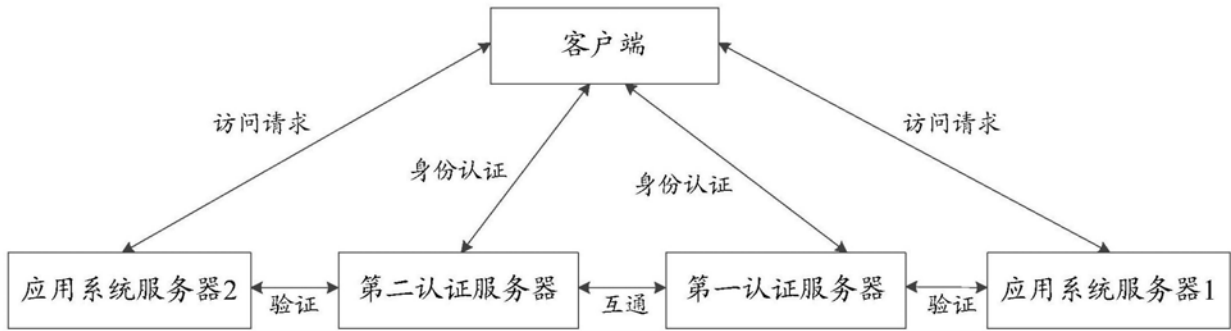 客户端
访问请求
访问请求
身份认证
身份认证
应用系统服务器2
验证
第二认证服务器
互通
第一认证服务器
验证
应用系统服务器1